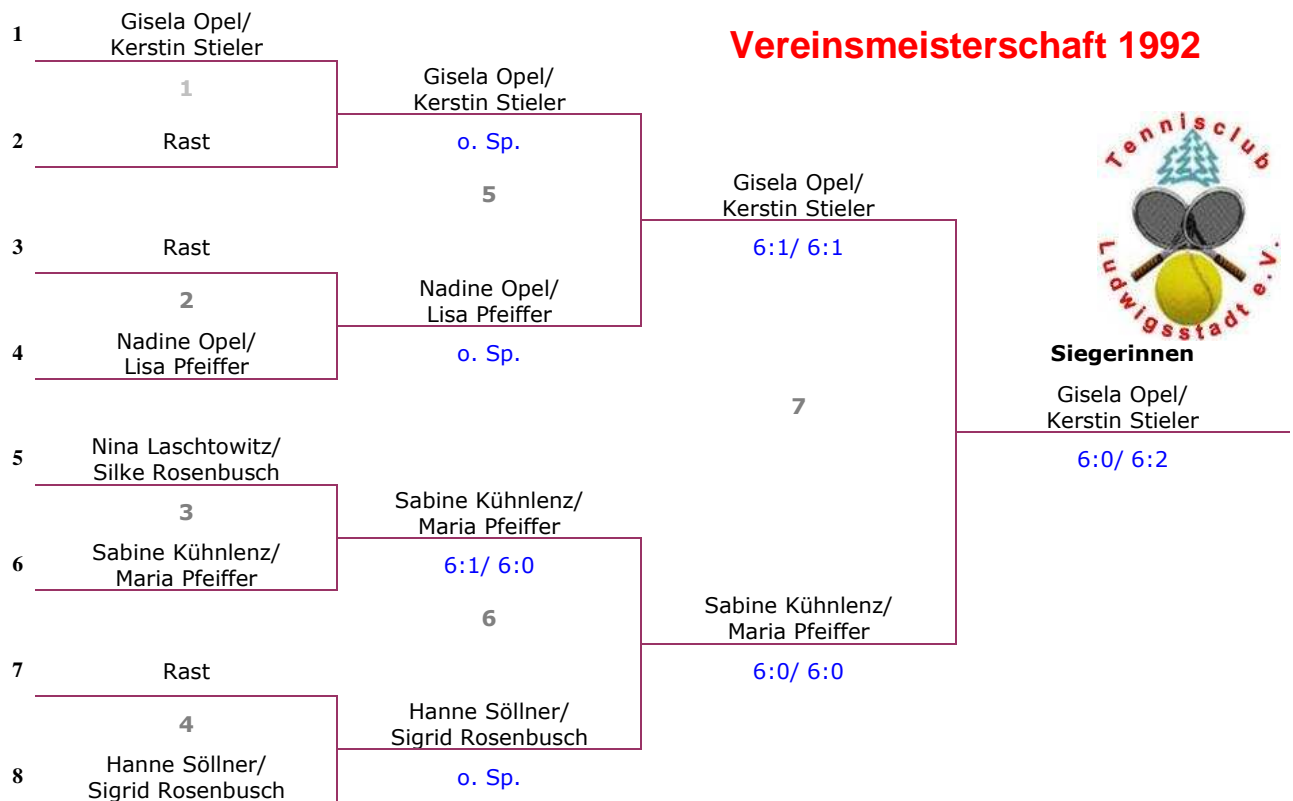 Vereinsmeisterschaft 1992
Tennisclub
Ludwigsstadt e.V.
1
Gisela Opel/
Kerstin Stieler
1
2
Rast
Gisela Opel/
Kerstin Stieler
o. Sp.
5
3
Rast
2
4
Nadine Opel/
Lisa Pfeiffer
Nadine Opel/
Lisa Pfeiffer
o. Sp.
Gisela Opel/
Kerstin Stieler
6:1/ 6:1
7
5
Nina Laschtowitz/
Silke Rosenbusch
3
6
Sabine Kühnlenz/
Maria Pfeiffer
Sabine Kühnlenz/
Maria Pfeiffer
6:1/ 6:0
6
7
Rast
4
8
Hanne Söllner/
Sigrid Rosenbusch
Hanne Söllner/
Sigrid Rosenbusch
o. Sp.
Sabine Kühnlenz/
Maria Pfeiffer
6:0/ 6:0
Siegerinnen
Gisela Opel/
Kerstin Stieler
6:0/ 6:2